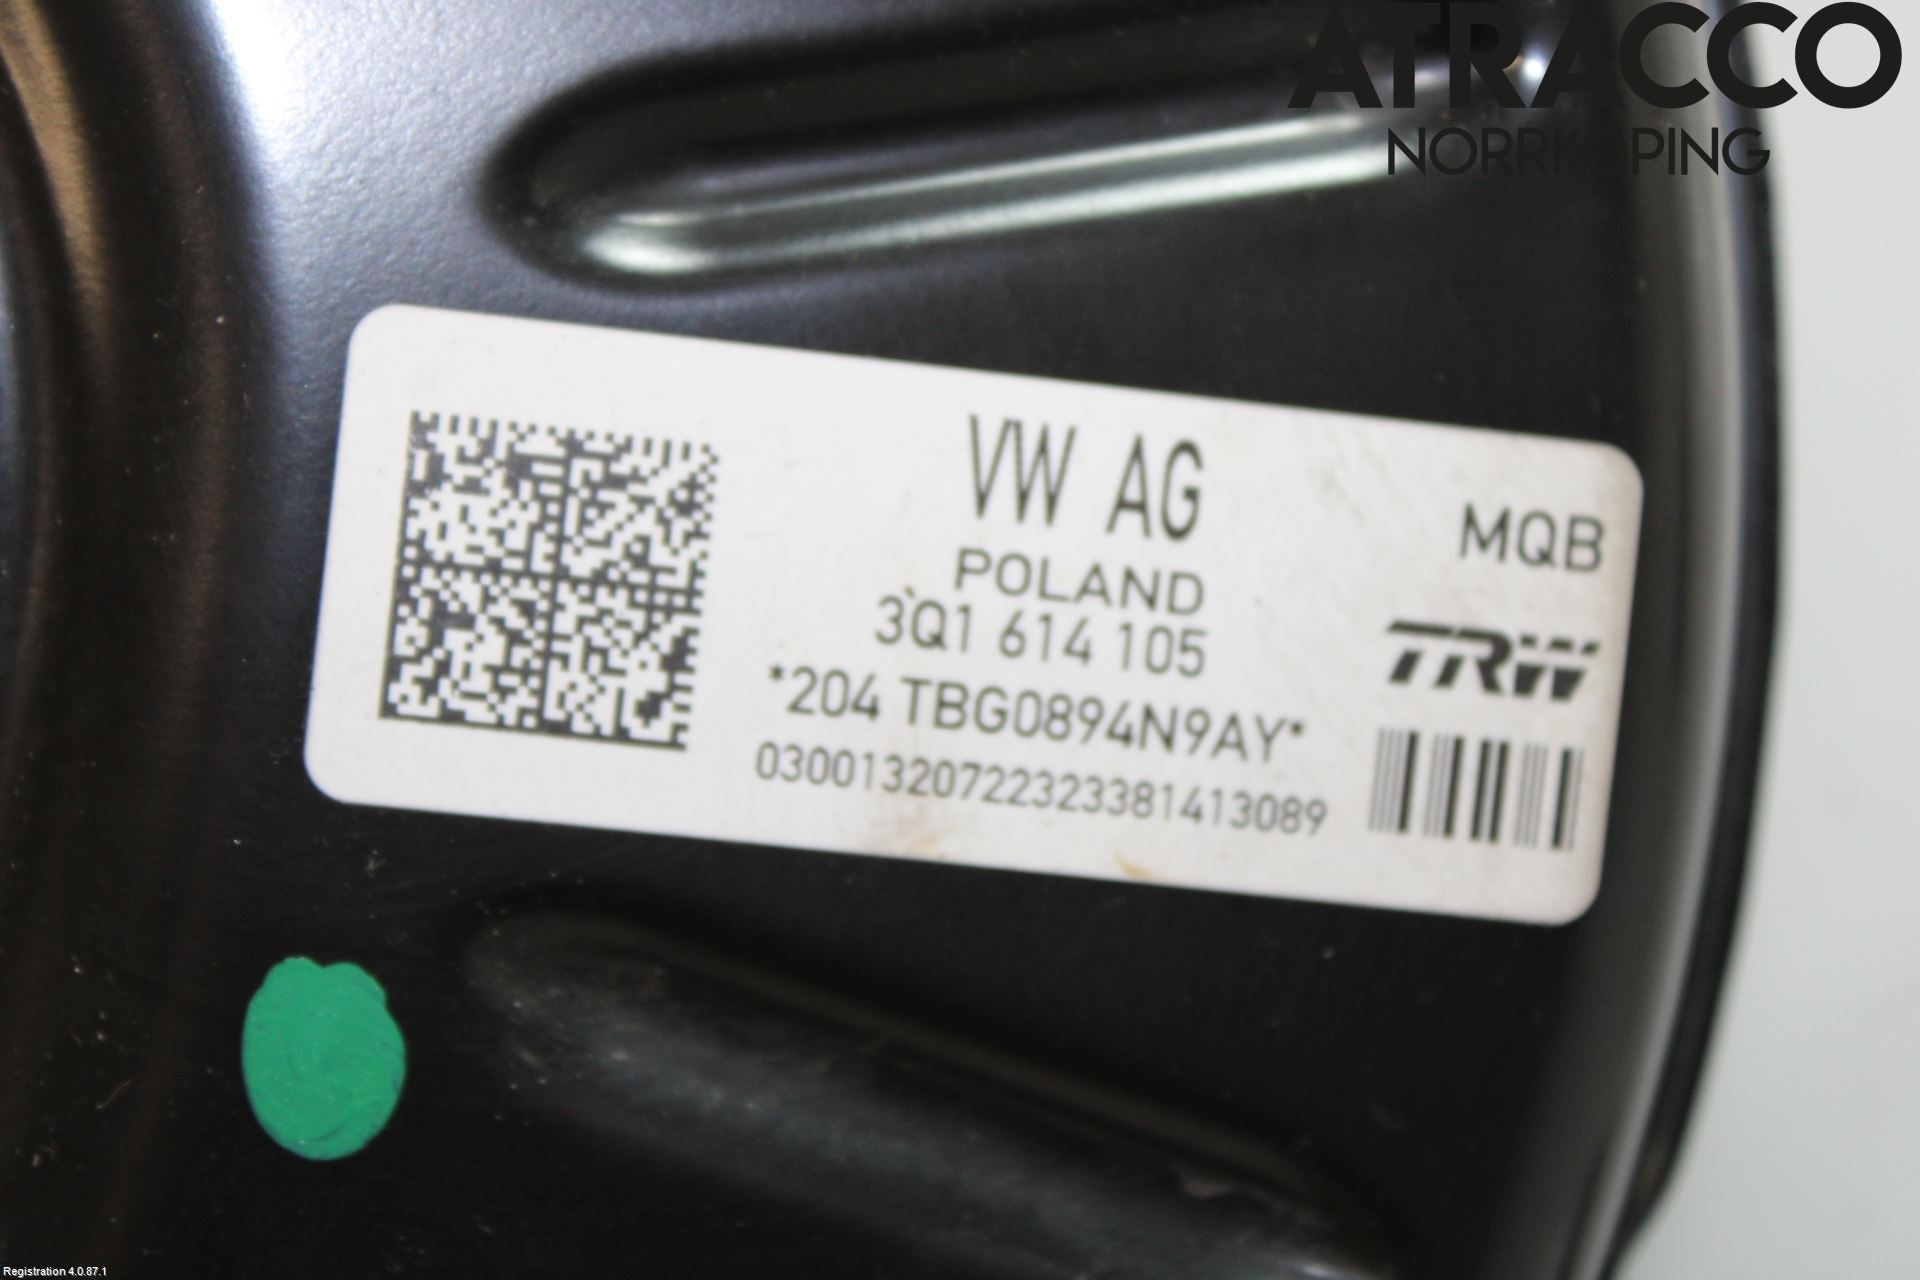 ATRACCO
NORRKÖPING
VW AG
POLAND
MQB
3Q1 614 105
TRW
*204 TBG0894N9AY*
03001320722323381413089
Registration 4.0.87.1